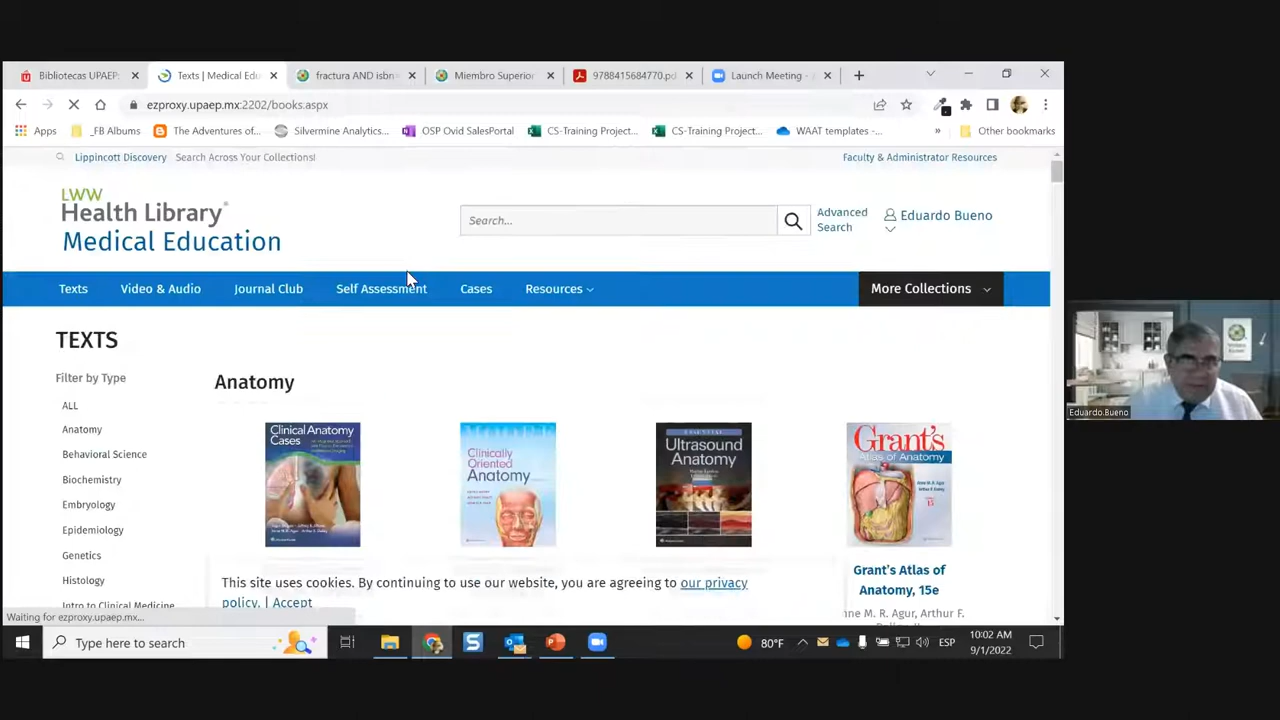 Bibliotecas UPAEP:
Texts | Medical Edu
fractura AND isbn
Miembro Superio
9788415684770.pd
Launch Meeting -
ezproxy.upaep.mx:2202/books.aspx
Apps
_FB Albums
The Adventures of...
Silvermine Analytics...
OSP Ovid SalesPortal
CS-Training Project...
CS-Training Project...
WAAT templates -...
»
Other bookmarks
Lippincott Discovery Search Across Your Collections!
Faculty & Administrator Resources
LWW
Health Library®
Medical Education
Search...
Advanced
Search
Eduardo Bueno
Texts
Video & Audio
Journal Club
Self Assessment
Cases
Resources
More Collections
TEXTS
Filter by Type
ALL
Anatomy
Behavioral Science
Biochemistry
Embryology
Epidemiology
Genetics
Histology
Intro to Clinical Medicine
Anatomy
Clinical Anatomy
Cases
Clinically
Oriented
Anatomy
ESSENTIAL
Ultrasound
Anatomy
Grant's
Atlas of Anatomy
Grant's Atlas of
Anatomy, 15e
nne M. R. Agur, Arthur F.
This site uses cookies. By continuing to use our website, you are agreeing to our privacy
policy. | Accept
Waiting for ezproxy.upaep.mx...
Type here to search
80°F
ESP
10:02 AM
9/1/2022
Eduardo.Bueno